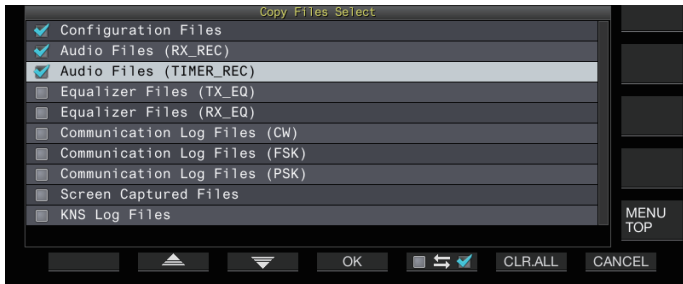 Copy Files Select
Configuration Files
Audio Files (RX_REC)
Audio Files (TIMER_REC)
Equalizer Files (TX_EQ)
Equalizer Files (RX_EQ)
Communication Log Files (CW)
Communication Log Files (FSK)
Communication Log Files (PSK)
Screen Captured Files
KNS Log Files
MENU
TOP
OK
CLR.ALL
CANCEL